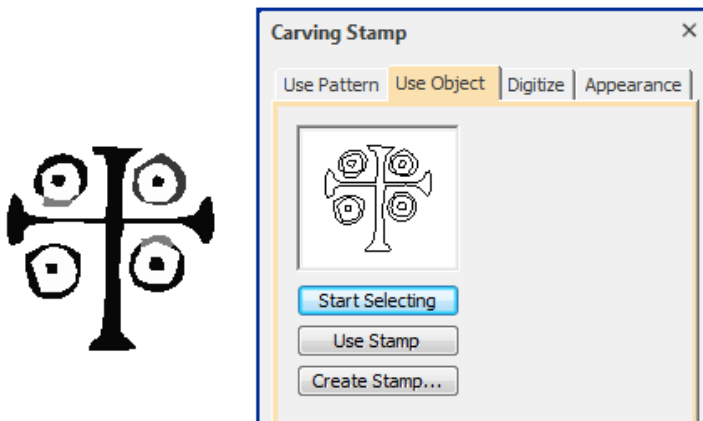 Carving Stamp
Use Pattern Use Object Digitize Appearance
Start Selecting
Use Stamp
Create Stamp...